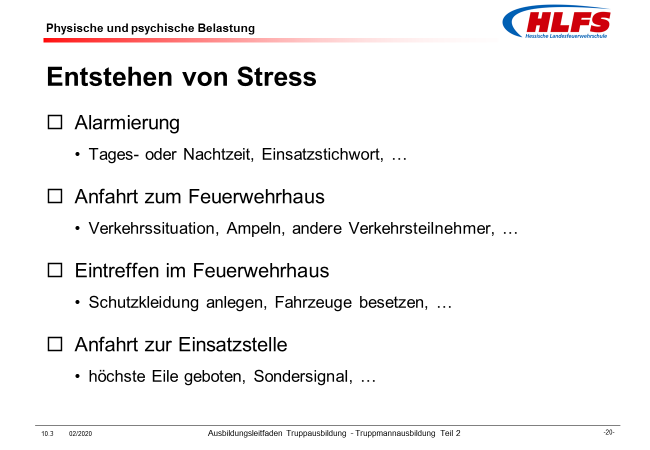 Physische und psychische Belastung
HLFS
Hessische Landesfeuerwehrschule
Entstehen von Stress
☐ Alarmierung
• Tages- oder Nachtzeit, Einsatzstichwort, …
☐ Anfahrt zum Feuerwehrhaus
• Verkehrssituation, Ampeln, andere Verkehrsteilnehmer, …
☐ Eintreffen im Feuerwehrhaus
• Schutzkleidung anlegen, Fahrzeuge besetzen, …
☐ Anfahrt zur Einsatzstelle
• höchste Eile geboten, Sondersignal, …
10.3 02/2020 Ausbildungsleitfaden Truppausbildung - Truppmannausbildung Teil 2 -20-